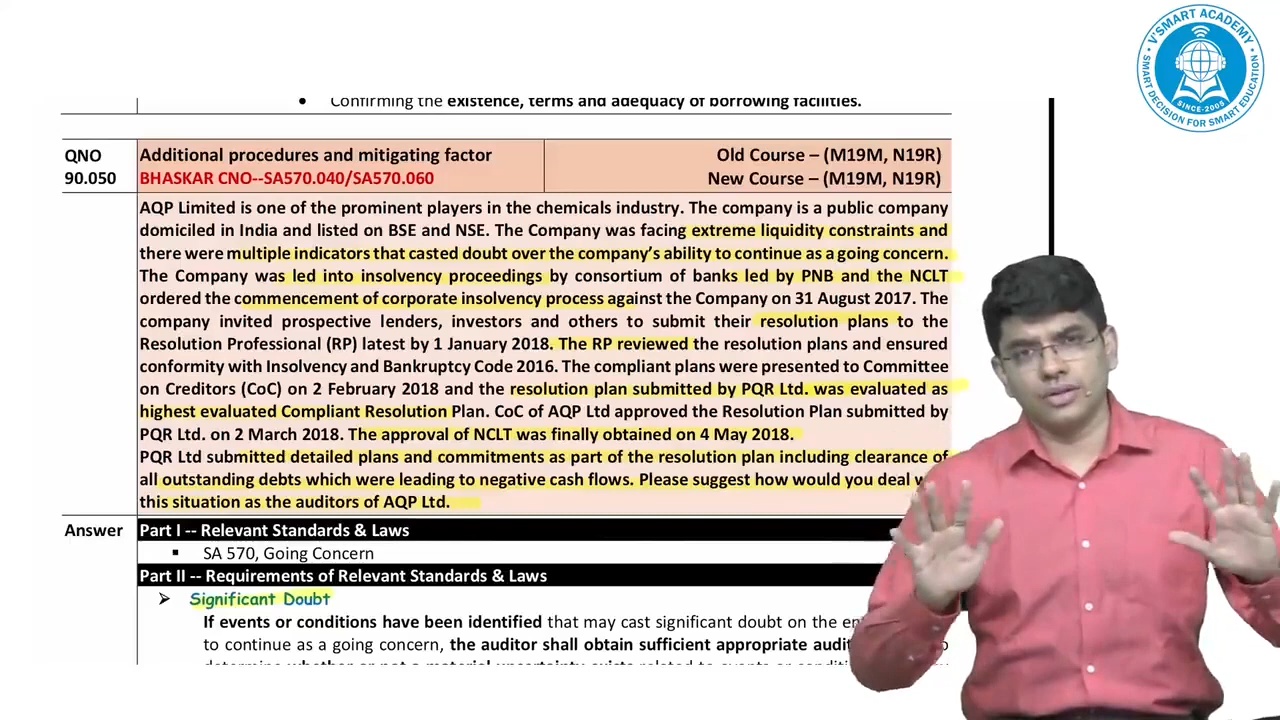 V'SMART ACADEMY
SMART DECISION FOR SMART EDUCATION
SINCE-2005
• Confirming the existence, terms and adequacy of borrowing facilities.
QNO 90.050
Additional procedures and mitigating factor
BHASKAR CNO--SA570.040/SA570.060
Old Course – (M19M, N19R)
New Course – (M19M, N19R)
AQP Limited is one of the prominent players in the chemicals industry. The company is a public company
domiciled in India and listed on BSE and NSE. The Company was facing extreme liquidity constraints and
there were multiple indicators that casted doubt over the company's ability to continue as a going concern.
The Company was led into insolvency proceedings by consortium of banks led by PNB and the NCLT
ordered the commencement of corporate insolvency process against the Company on 31 August 2017. The
company invited prospective lenders, investors and others to submit their resolution plans to the
Resolution Professional (RP) latest by 1 January 2018. The RP reviewed the resolution plans and ensured
conformity with Insolvency and Bankruptcy Code 2016. The compliant plans were presented to Committee
on Creditors (CoC) on 2 February 2018 and the resolution plan submitted by PQR Ltd. was evaluated as
highest evaluated Compliant Resolution Plan. CoC of AQP Ltd approved the Resolution Plan submitted by
PQR Ltd. on 2 March 2018. The approval of NCLT was finally obtained on 4 May 2018.
PQR Ltd submitted detailed plans and commitments as part of the resolution plan including clearance of
all outstanding debts which were leading to negative cash flows. Please suggest how would you deal
this situation as the auditors of AQP Ltd.
Answer
Part I -- Relevant Standards & Laws
▪ SA 570, Going Concern
Part II -- Requirements of Relevant Standards & Laws
➢ Significant Doubt
If events or conditions have been identified that may cast significant doubt on the
to continue as a going concern, the auditor shall obtain sufficient appropriate
determine whether or not a material uncertainty exists related to events or